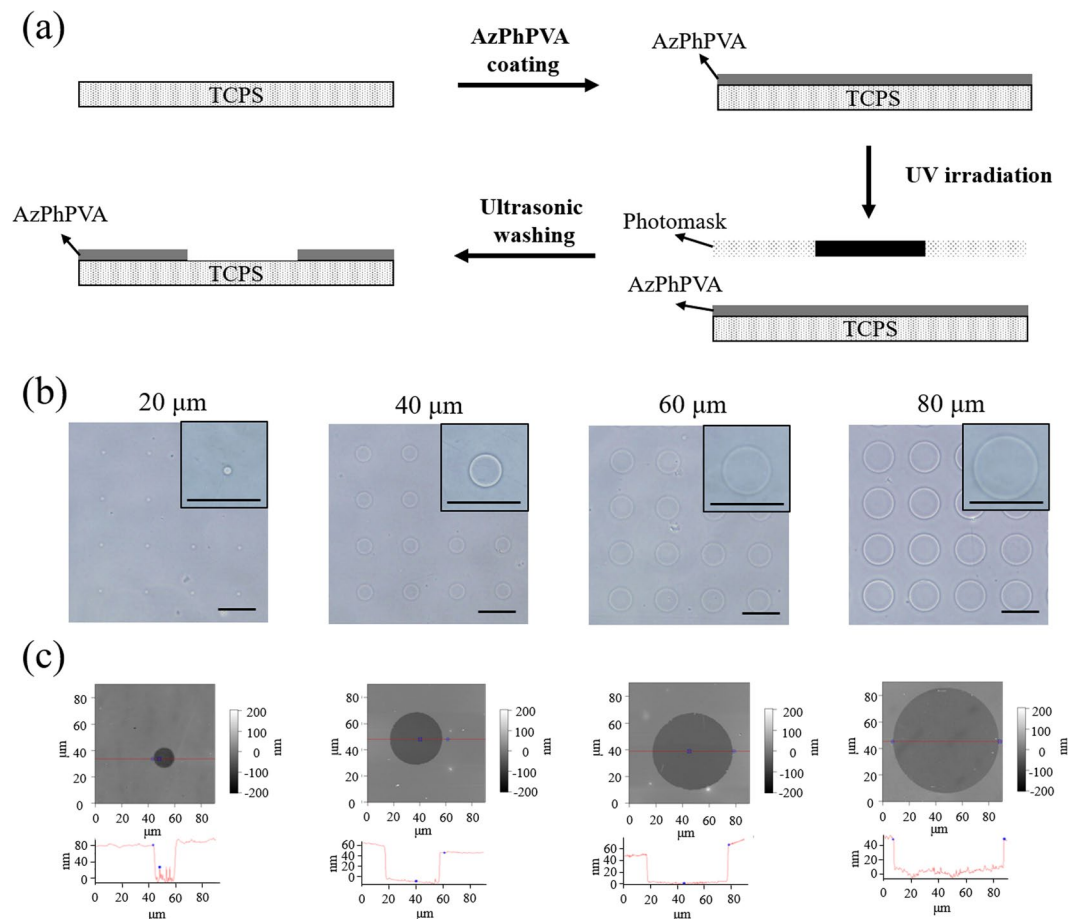 (a)
AzPhPVA
coating
AzPhPVA
TCPS
TCPS
UV irradiation
AzPhPVA
Ultrasonic
washing
Photomask
TCPS
AzPhPVA
TCPS
(b)
20 μm
40 μm
60 μm
80 μm
(c)
80
60
40
20
0
μm
0 20 40 60 80
μm
200
100
0
-100
-200
nm
80
60
40
20
0
μm
0 20 40 60 80
μm
200
100
0
-100
-200
nm
80
60
40
20
0
μm
0 20 40 60 80
μm
200
100
0
-100
-200
nm
80
60
40
20
0
μm
0 20 40 60 80
μm
200
100
0
-100
-200
nm
80
40
0
nm
0 20 40 60 80
μm
60
40
20
0
nm
0 20 40 60 80
μm
60
40
20
0
nm
0 20 40 60 80
μm
40
20
0
nm
0 20 40 60 80
μm